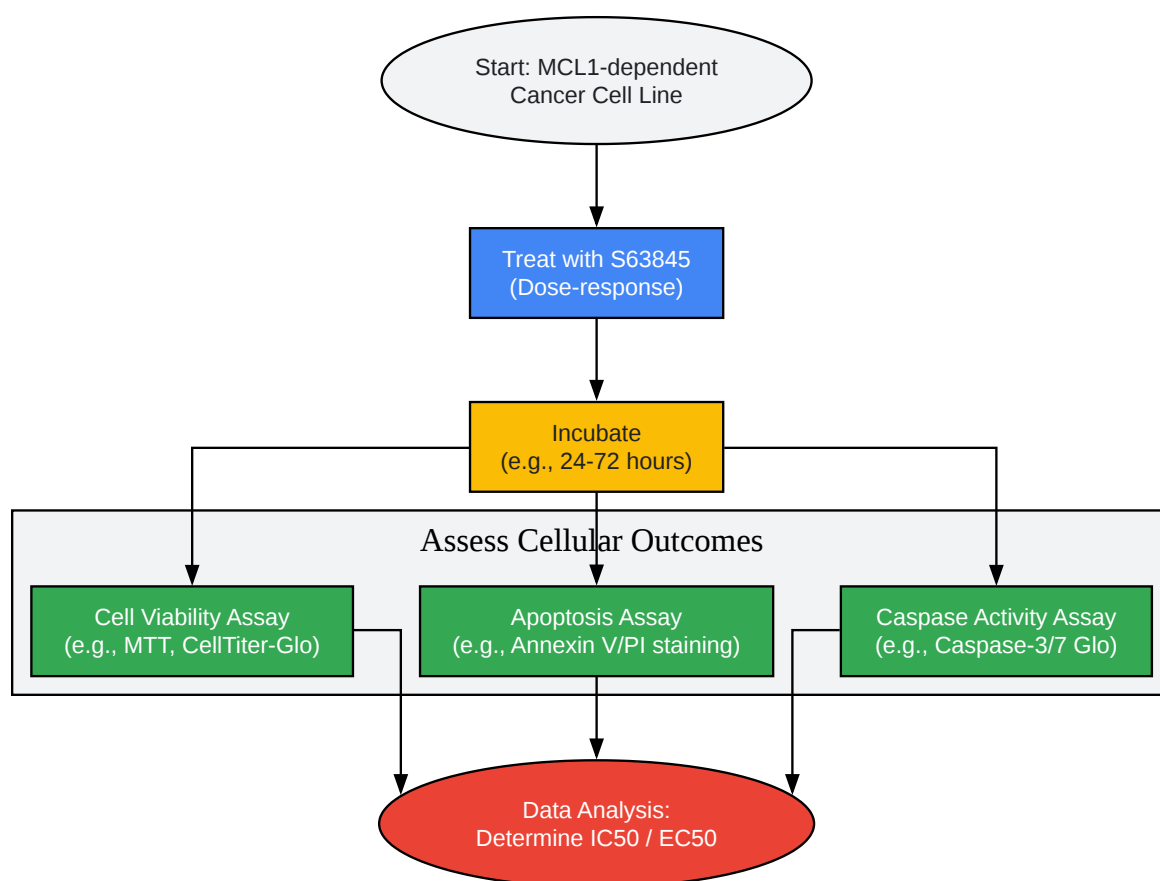 Start: MCL1-dependent
Cancer Cell Line
Treat with S63845
(Dose-response)
Incubate
(e.g., 24-72 hours)
Assess Cellular Outcomes
Cell Viability Assay
(e.g., MTT, CellTiter-Glo)
Apoptosis Assay
(e.g., Annexin V/PI staining)
Caspase Activity Assay
(e.g., Caspase-3/7 Glo)
Data Analysis:
Determine IC50 / EC50